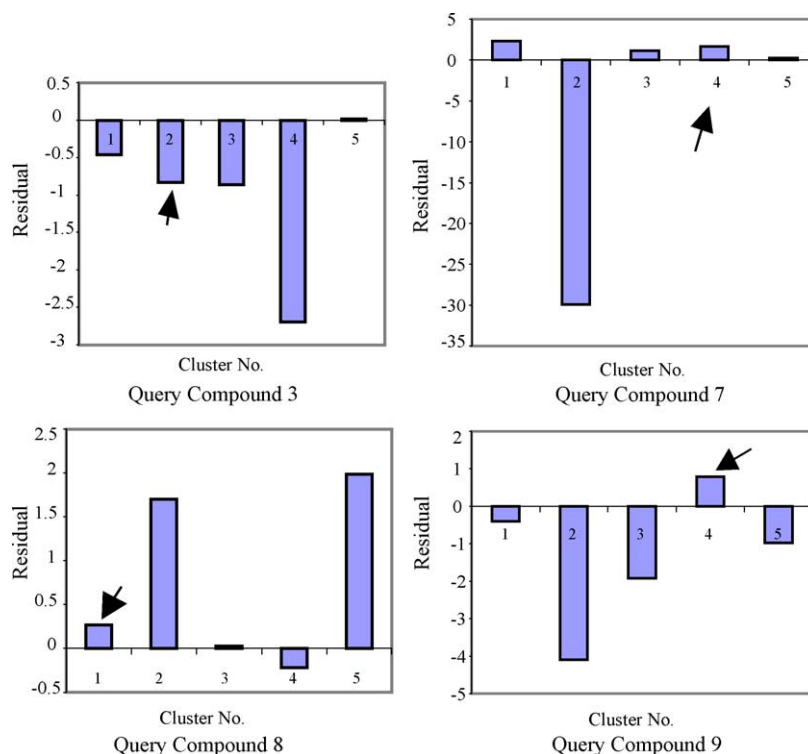 0.5
0
-0.5
-1
-1.5
-2
-2.5
-3
Residual
1 2 3 4 5
Cluster No.
Query Compound 3
5
0
-5
-10
-15
-20
-25
-30
-35
Residual
1 2 3 4 5
Cluster No.
Query Compound 7
2.5
2
1.5
1
0.5
0
-0.5
Residual
1 2 3 4 5
Cluster No.
Query Compound 8
2
1
0
-1
-2
-3
-4
-5
Residual
1 2 3 4 5
Cluster No.
Query Compound 9